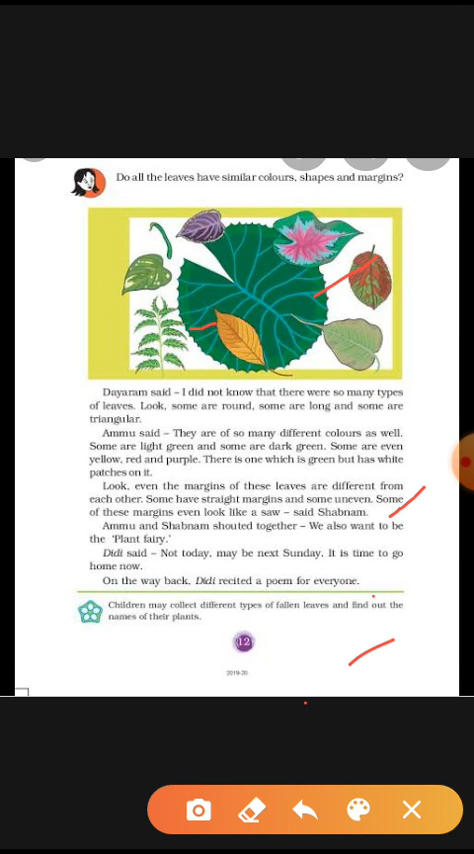 Do all the leaves have similar colours, shapes and margins?
Dayaram said – I did not know that there were so many types
of leaves. Look, some are round, some are long and some are
triangular.
Ammu said – They are of so many different colours as well.
Some are light green and some are dark green. Some are even
yellow, red and purple. There is one which is green but has white
patches on it.
Look, even the margins of these leaves are different from
each other. Some have straight margins and some uneven. Some
of these margins even look like a saw – said Shabnam.
Ammu and Shabnam shouted together – We also want to be
the 'Plant fairy.'
Didi said – Not today, may be next Sunday. It is time to go
home now.
On the way back, Didi recited a poem for everyone.
Children may collect different types of fallen leaves and find out the
names of their plants.
12
2019-20